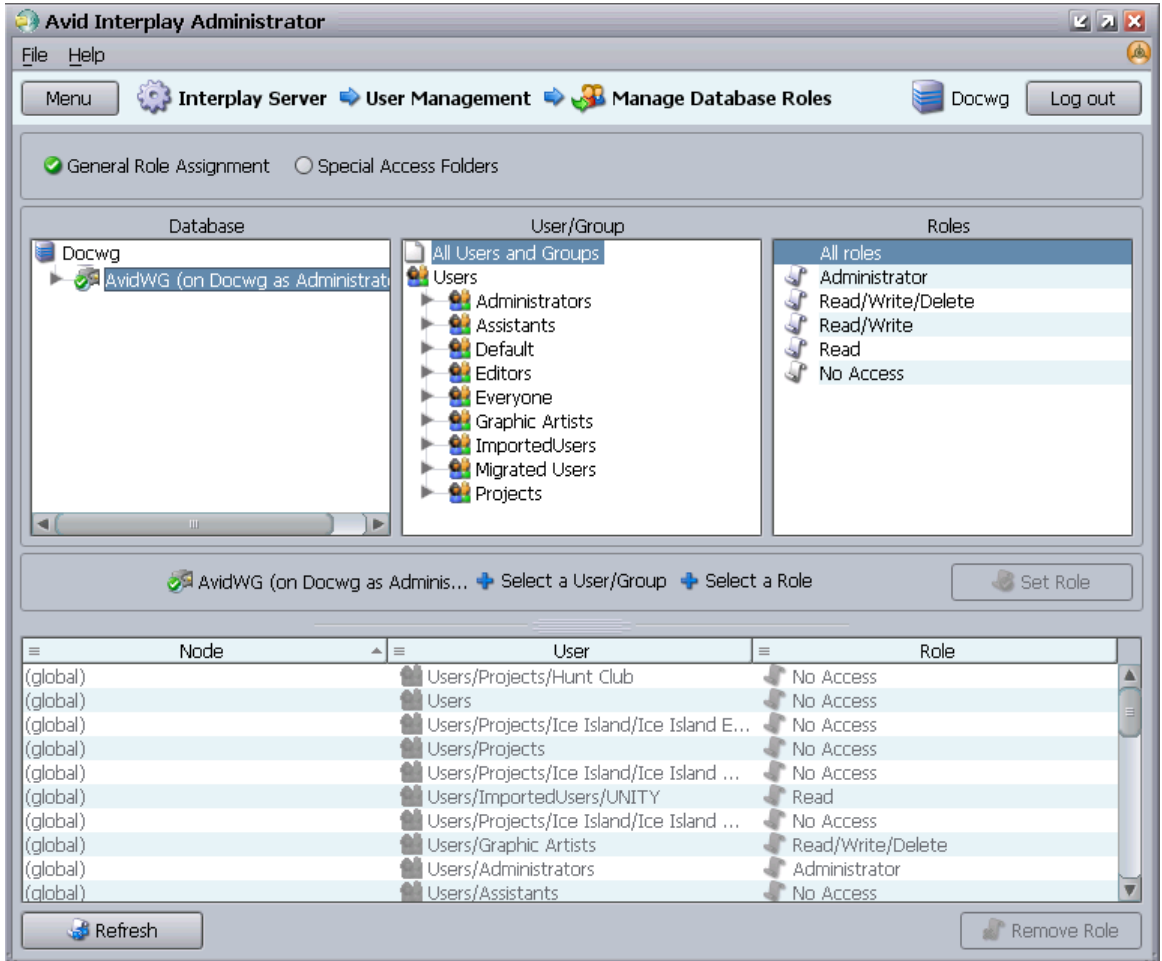 Avid Interplay Administrator
File Help
Menu Interplay Server User Management Manage Database Roles Docwg Log out
General Role Assignment Special Access Folders
Database
Docwg
AvidWG (on Docwg as Administrat
User/Group
All Users and Groups
Users
Administrators
Assistants
Default
Editors
Everyone
Graphic Artists
ImportedUsers
Migrated Users
Projects
Roles
All roles
Administrator
Read/Write/Delete
Read/Write
Read
No Access
AvidWG (on Docwg as Adminis... Select a User/Group Select a Role Set Role
Node User Role
(global) Users/Projects/Hunt Club No Access
(global) Users No Access
(global) Users/Projects/Ice Island/Ice Island E... No Access
(global) Users/Projects No Access
(global) Users/Projects/Ice Island/Ice Island ... No Access
(global) Users/ImportedUsers/UNITY Read
(global) Users/Projects/Ice Island/Ice Island ... No Access
(global) Users/Graphic Artists Read/Write/Delete
(global) Users/Administrators Administrator
(global) Users/Assistants No Access
Refresh Remove Role